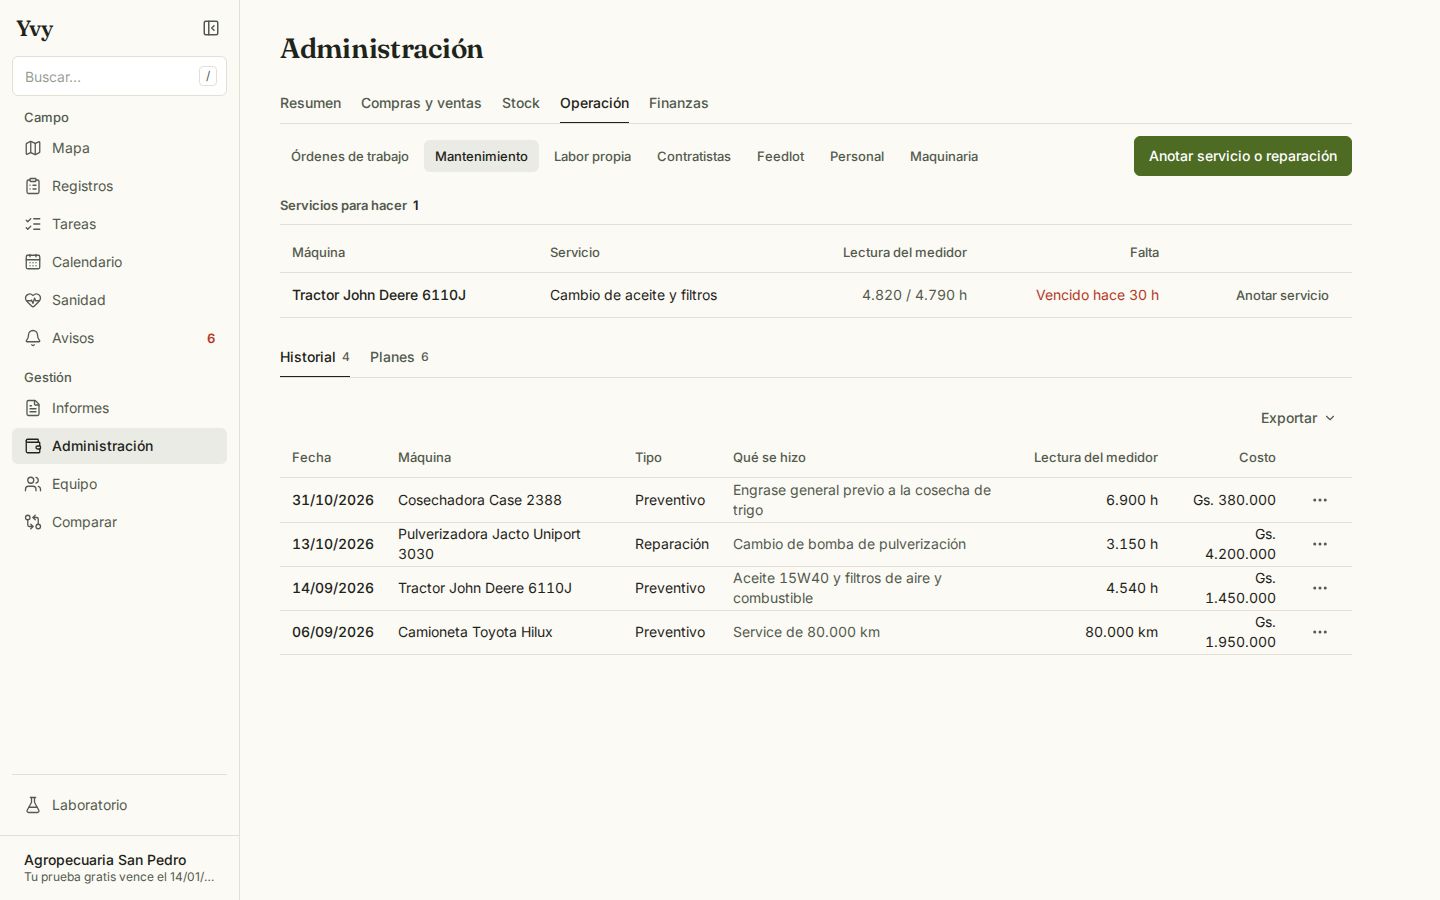 Yvy
Buscar...
/
Campo
Mapa
Registros
Tareas
Calendario
Sanidad
Avisos 6
Gestión
Informes
Administración
Equipo
Comparar
Laboratorio
Agropecuaria San Pedro
Tu prueba gratis vence el 14/01/...
Administración
Resumen Compras y ventas Stock Operación Finanzas
Órdenes de trabajo Mantenimiento Labor propia Contratistas Feedlot Personal Maquinaria Anotar servicio o reparación
Servicios para hacer 1
Máquina Servicio Lectura del medidor Falta
Tractor John Deere 6110J Cambio de aceite y filtros 4.820 / 4.790 h Vencido hace 30 h Anotar servicio
Historial 4 Planes 6
Exportar
Fecha Máquina Tipo Qué se hizo Lectura del medidor Costo
31/10/2026 Cosechadora Case 2388 Preventivo Engrase general previo a la cosecha de
trigo 6.900 h Gs. 380.000
13/10/2026 Pulverizadora Jacto Uniport
3030 Reparación Cambio de bomba de pulverización 3.150 h Gs.
4.200.000
14/09/2026 Tractor John Deere 6110J Preventivo Aceite 15W40 y filtros de aire y
combustible 4.540 h Gs.
1.450.000
06/09/2026 Camioneta Toyota Hilux Preventivo Service de 80.000 km 80.000 km Gs.
1.950.000